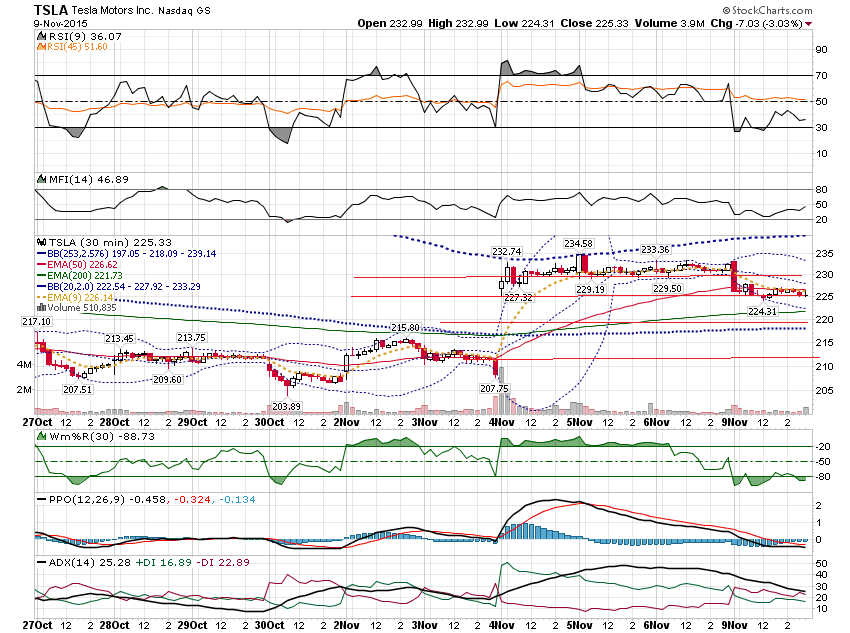 TSLA Tesla Motors Inc. Nasdaq GS
© StockCharts.com
9-Nov-2015
Open 232.99 High 232.99 Low 224.31 Close 225.33 Volume 3.9M Chg -7.03 (-3.03%)
RSI(9) 36.07
RSI(45) 51.60
90
70
50
30
10
MFI(14) 46.89
80
50
20
TSLA (30 min) 225.33
BB(253,2.576) 197.05 - 218.09 - 239.14
EMA(50) 226.62
EMA(200) 221.73
BB(20,2.0) 222.54 - 227.92 - 233.29
EMA(9) 226.14
Volume 510,835
217.10
207.51
213.45
209.60
213.75
203.89
215.80
207.75
232.74
227.32
234.58
229.19
233.36
229.50
224.31
235
230
225
220
215
210
205
4M
2M
27Oct 12 2 28Oct 12 2 29Oct 12 2 30Oct 12 2 2Nov 12 2 3Nov 12 2 4Nov 12 2 5Nov 12 2 6Nov 12 2 9Nov 12 2
Wm%R(30) -88.73
-20
-50
-80
PPO(12,26,9) -0.458, -0.324, -0.134
2
1
0
ADX(14) 25.28 +DI 16.89 -DI 22.89
50
40
30
20
10
27Oct 12 2 28Oct 12 2 29Oct 12 2 30Oct 12 2 2Nov 12 2 3Nov 12 2 4Nov 12 2 5Nov 12 2 6Nov 12 2 9Nov 12 2